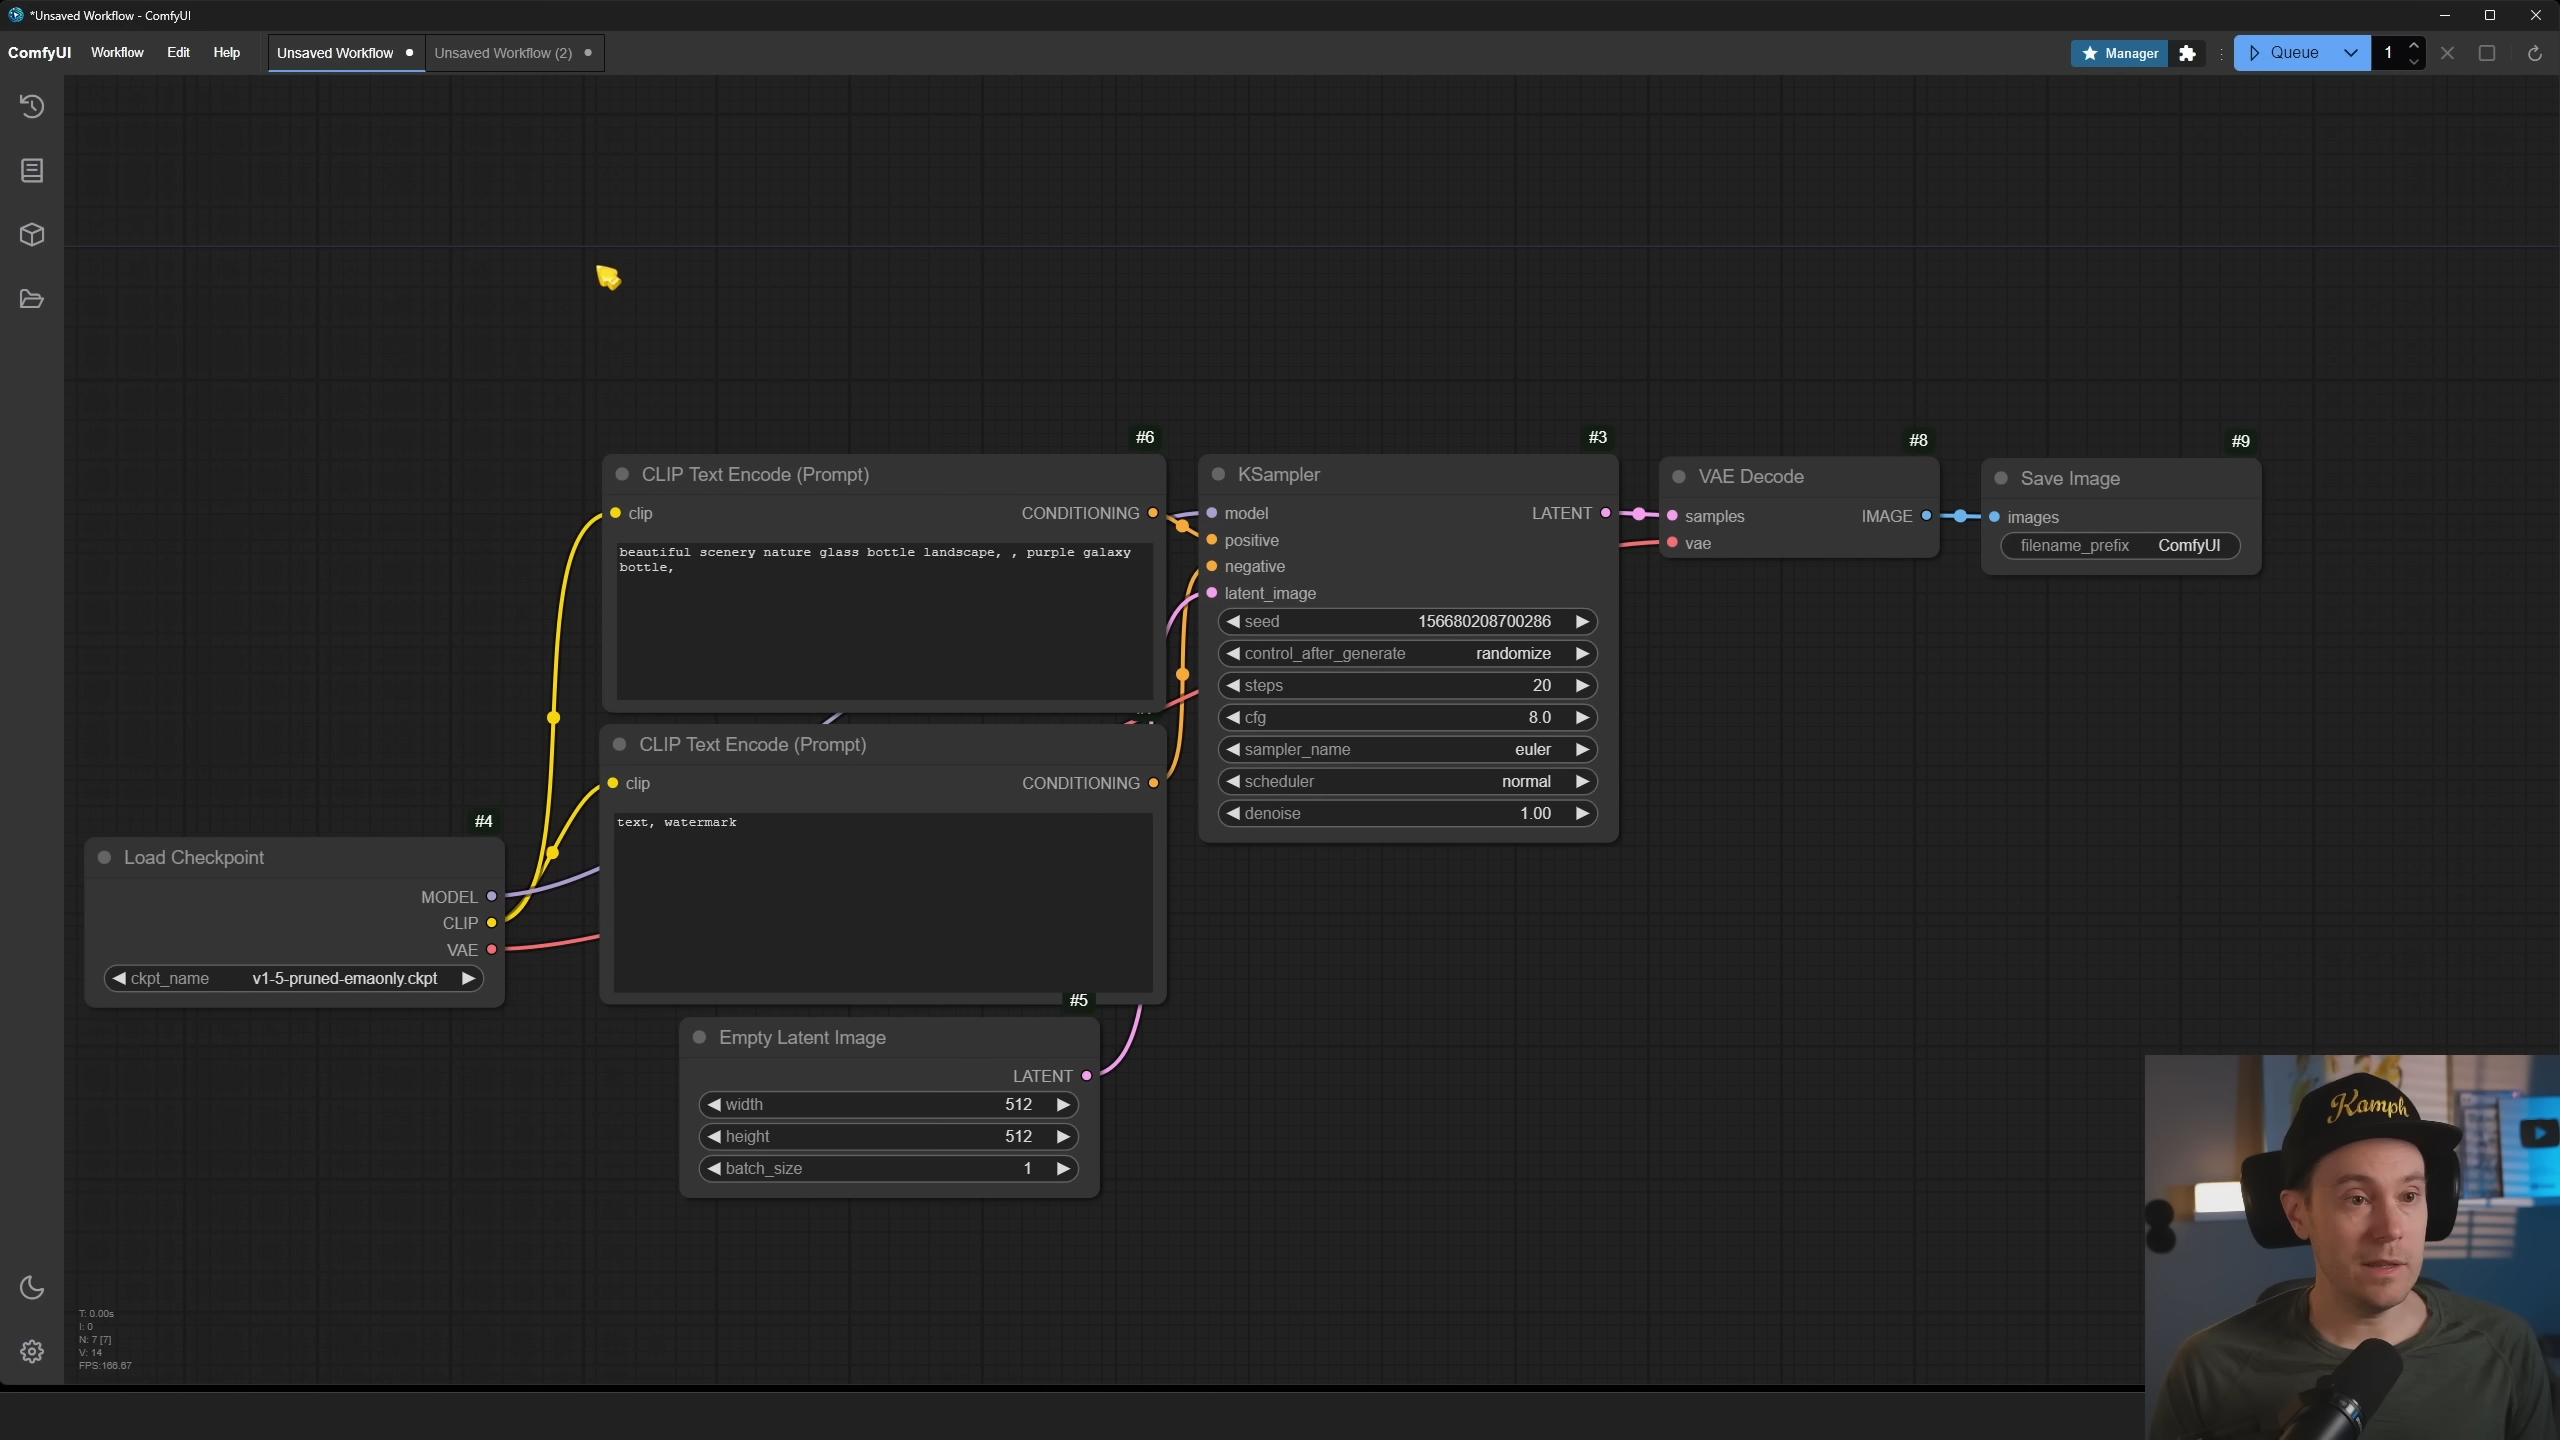 *Unsaved Workflow - ComfyUI
ComfyUI
Workflow
Edit
Help
Unsaved Workflow
Unsaved Workflow (2)
Manager
Queue
1
#6
CLIP Text Encode (Prompt)
clip
CONDITIONING
beautiful scenery nature glass bottle landscape, , purple galaxy
bottle,
CLIP Text Encode (Prompt)
clip
CONDITIONING
text, watermark
#4
Load Checkpoint
MODEL
CLIP
VAE
ckpt_name v1-5-pruned-emaonly.ckpt
#5
Empty Latent Image
LATENT
width 512
height 512
batch_size 1
#3
KSampler
model
LATENT
positive
negative
latent_image
seed 156680208700286
control_after_generate randomize
steps 20
cfg 8.0
sampler_name euler
scheduler normal
denoise 1.00
#8
VAE Decode
samples
IMAGE
vae
#9
Save Image
images
filename_prefix ComfyUI
T: 0.00s
I: 0
N: 7 [7]
V: 14
FPS:166.67
Kamph